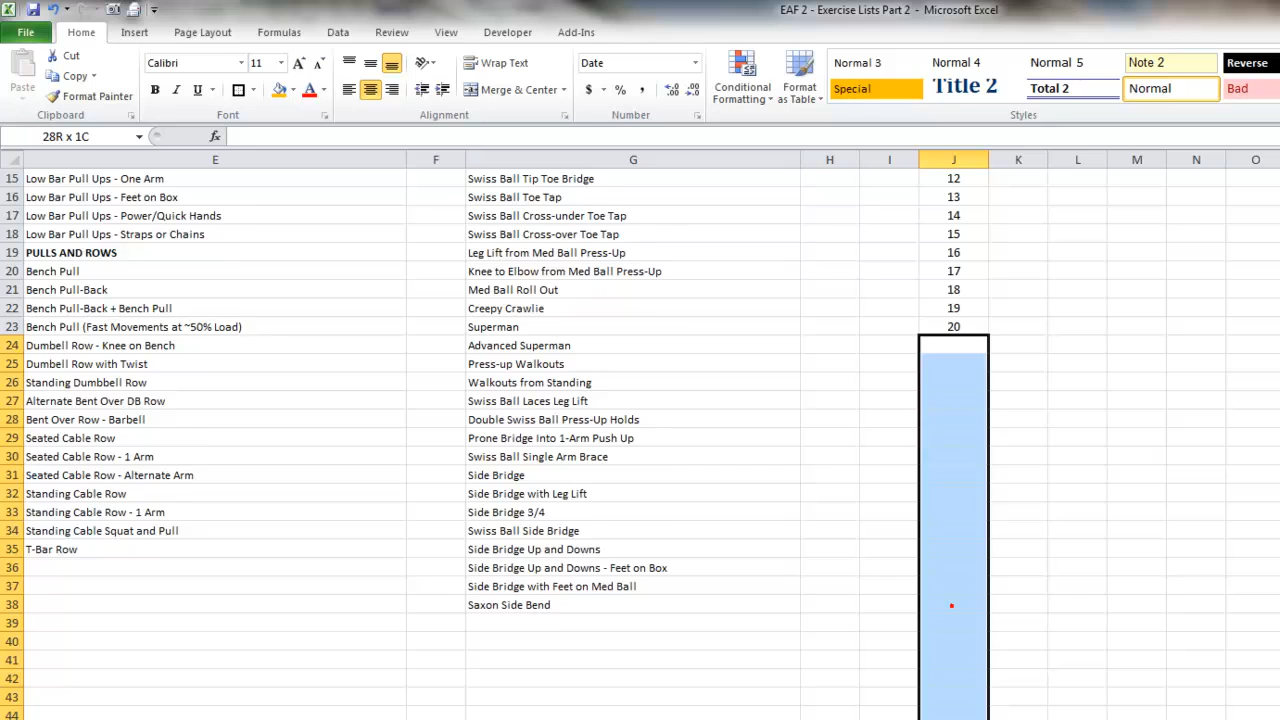 EAF 2 - Exercise Lists Part 2 - Microsoft Excel
File Home Insert Page Layout Formulas Data Review View Developer Add-Ins
Paste Cut Copy Format Painter Clipboard
Calibri 11 B I U A Font
Wrap Text Merge & Center Alignment
Date $ % , .0 .00 Number
Conditional Formatting Format as Table
Normal 3 Normal 4 Normal 5 Note 2 Reverse
Special Title 2 Total 2 Normal Bad
Styles
28R x 1C fx
E F G H I J K L M N O
15 Low Bar Pull Ups - One Arm Swiss Ball Tip Toe Bridge 12
16 Low Bar Pull Ups - Feet on Box Swiss Ball Toe Tap 13
17 Low Bar Pull Ups - Power/Quick Hands Swiss Ball Cross-under Toe Tap 14
18 Low Bar Pull Ups - Straps or Chains Swiss Ball Cross-over Toe Tap 15
19 PULLS AND ROWS Leg Lift from Med Ball Press-Up 16
20 Bench Pull Knee to Elbow from Med Ball Press-Up 17
21 Bench Pull-Back Med Ball Roll Out 18
22 Bench Pull-Back + Bench Pull Creepy Crawlie 19
23 Bench Pull (Fast Movements at ~50% Load) Superman 20
24 Dumbell Row - Knee on Bench Advanced Superman
25 Dumbell Row with Twist Press-up Walkouts
26 Standing Dumbbell Row Walkouts from Standing
27 Alternate Bent Over DB Row Swiss Ball Laces Leg Lift
28 Bent Over Row - Barbell Double Swiss Ball Press-Up Holds
29 Seated Cable Row Prone Bridge Into 1-Arm Push Up
30 Seated Cable Row - 1 Arm Swiss Ball Single Arm Brace
31 Seated Cable Row - Alternate Arm Side Bridge
32 Standing Cable Row Side Bridge with Leg Lift
33 Standing Cable Row - 1 Arm Side Bridge 3/4
34 Standing Cable Squat and Pull Swiss Ball Side Bridge
35 T-Bar Row Side Bridge Up and Downs
36 Side Bridge Up and Downs - Feet on Box
37 Side Bridge with Feet on Med Ball
38 Saxon Side Bend
39
40
41
42
43
44